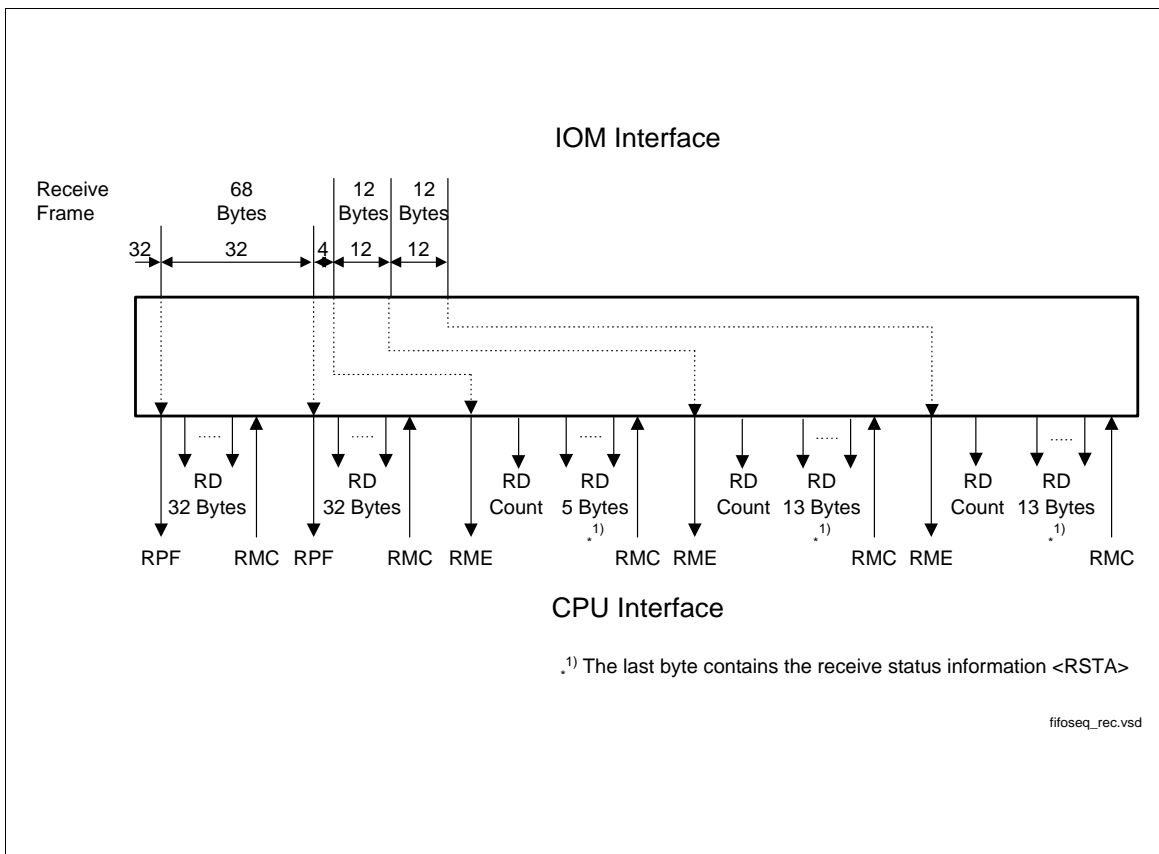 IOM Interface
Receive 68 12 12
Frame Bytes Bytes Bytes
32 32 4 12 12
..... ..... ..... ..... .....
RD RD RD RD RD RD RD RD
32 Bytes 32 Bytes Count 5 Bytes Count 13 Bytes Count 13 Bytes
*1) *1) *1)
RPF RMC RPF RMC RME RMC RME RMC RME RMC
CPU Interface
*1) The last byte contains the receive status information <RSTA>
fifoseq_rec.vsd